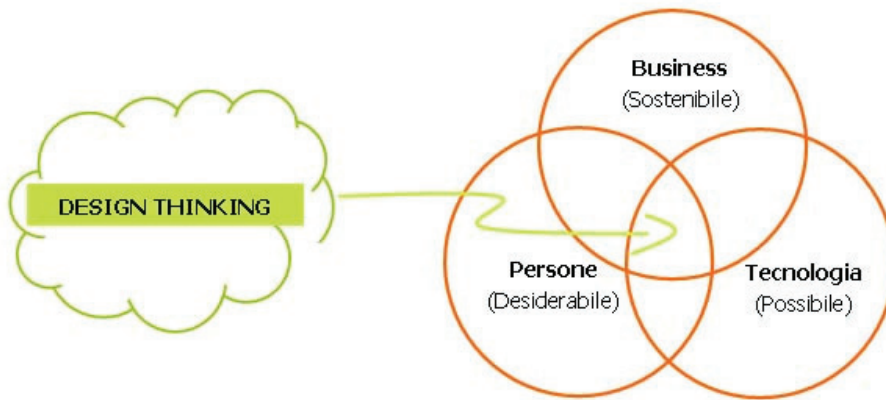 DESIGN THINKING
Business
(Sostenibile)
Persone
(Desiderabile)
Tecnologia
(Possibile)